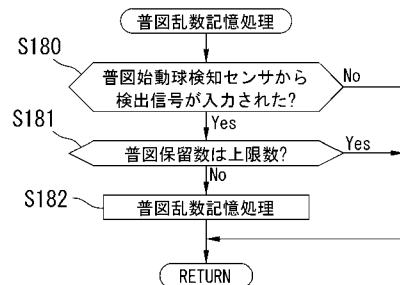 普図乱数記憶処理
S180
普図始動球検知センサから
検出信号が入力された?
No
Yes
S181
普図保留数は上限数?
Yes
No
S182
普図乱数記憶処理
RETURN